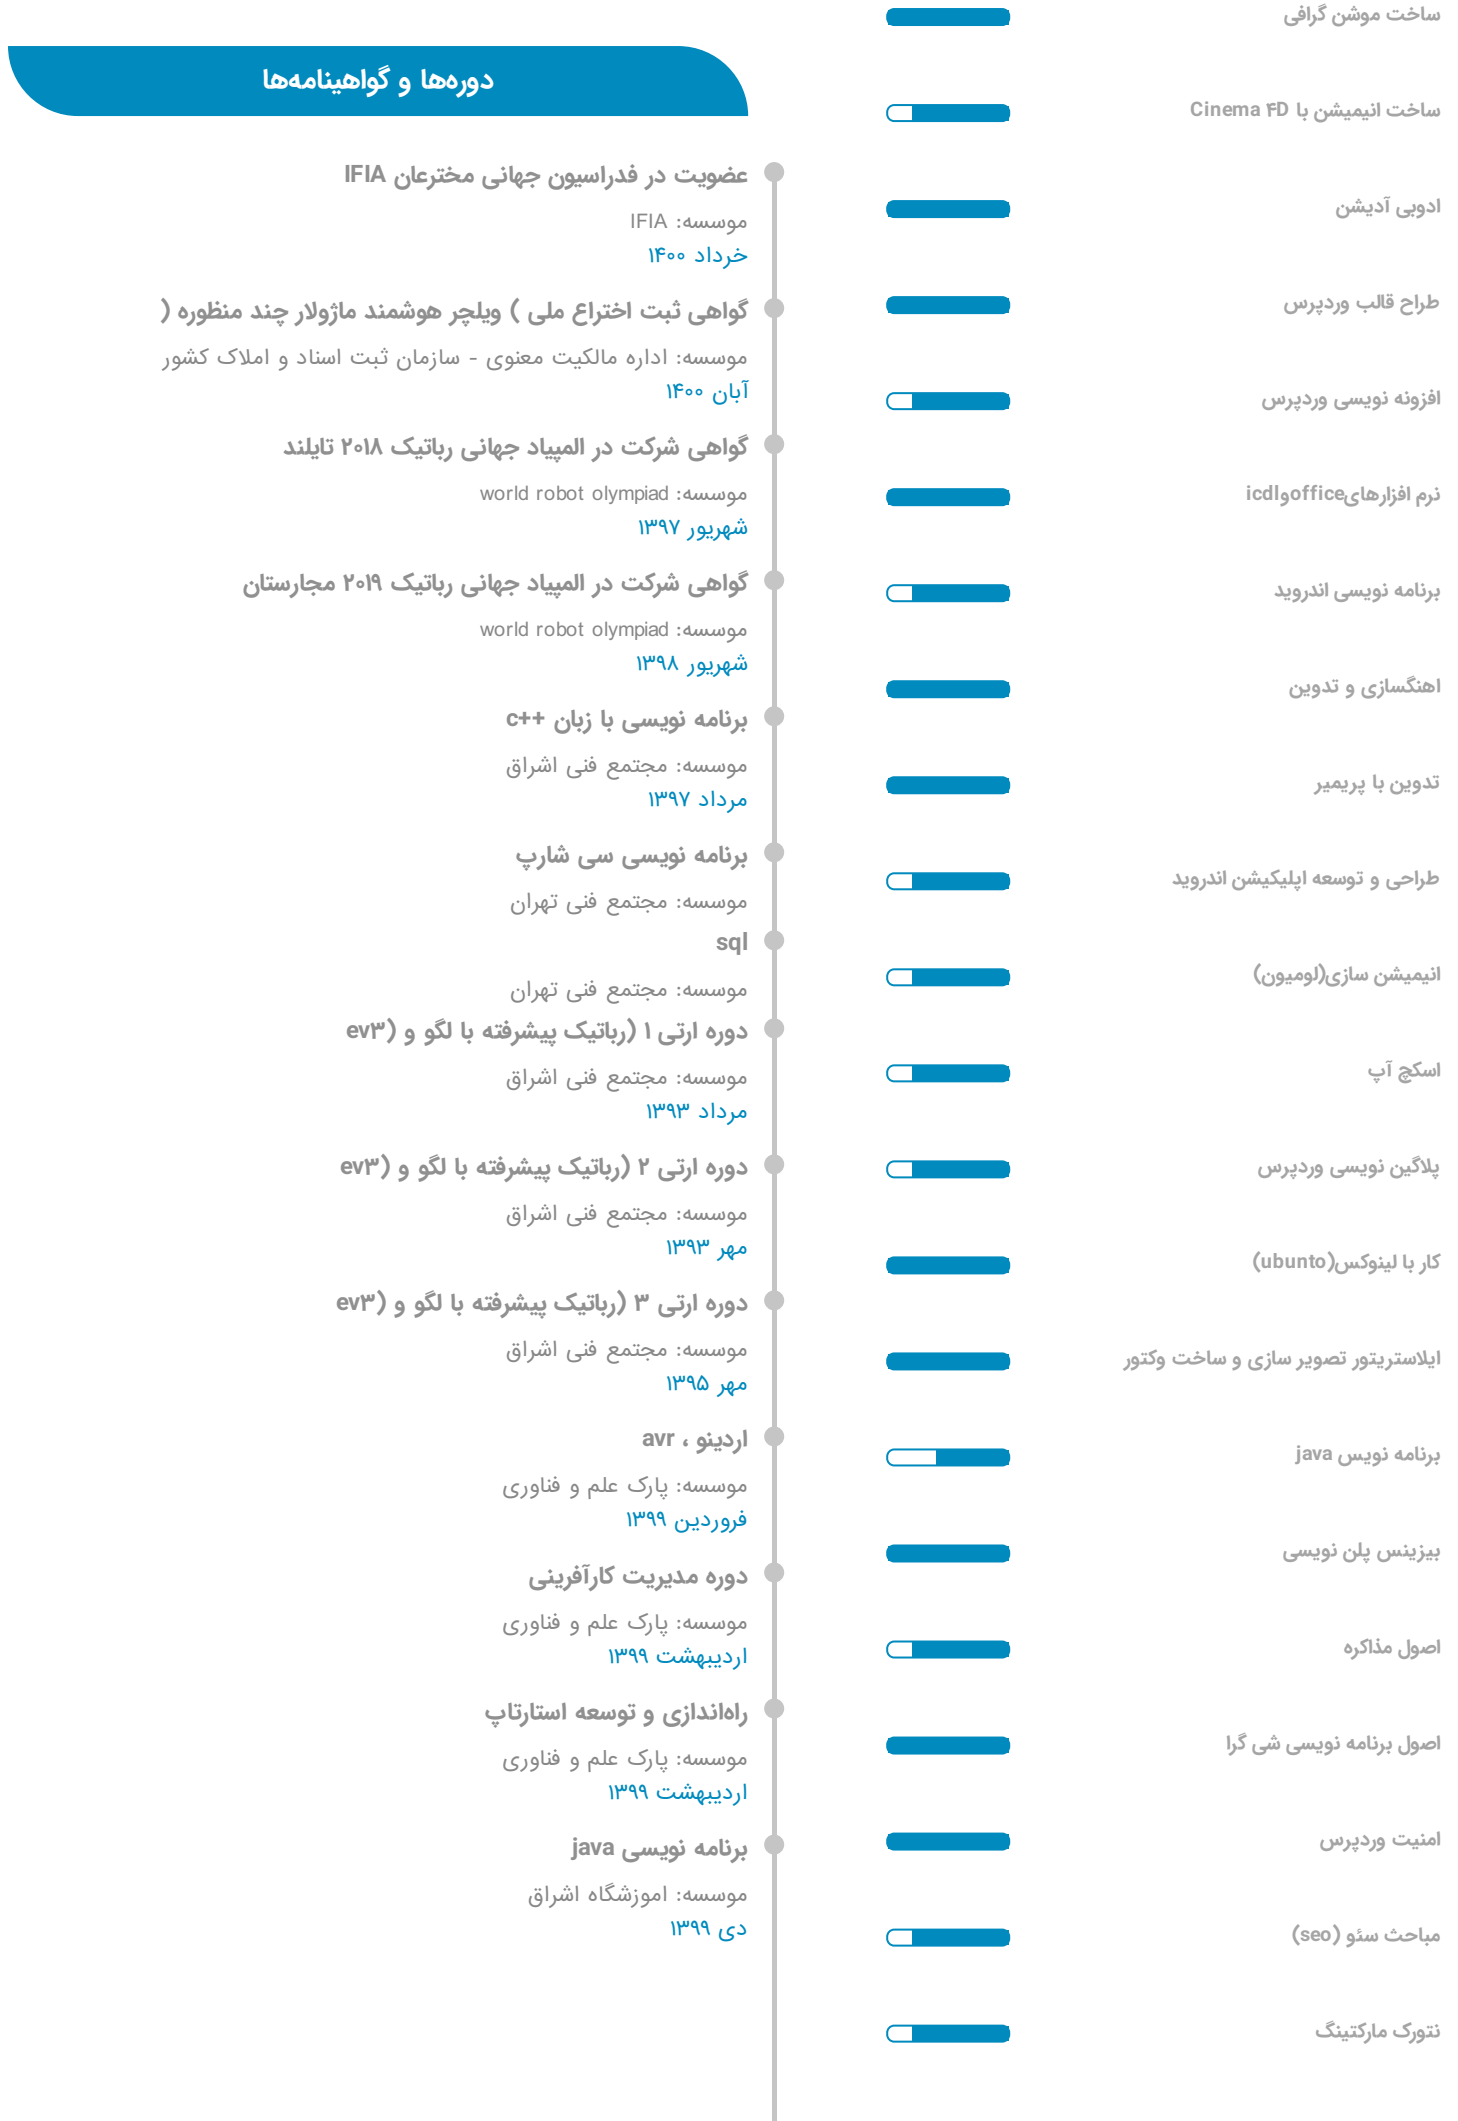 ساخت موشن گرافی
ساخت انیمیشن با Cinema ۴D
ادوبی آدیشن
طراح قالب وردپرس
افزونه نویسی وردپرس
نرم افزارهایofficeوicdl
برنامه نویسی اندروید
اهنگسازی و تدوین
تدوین با پریمیر
طراحی و توسعه اپلیکیشن اندروید
انیمیشن سازی(لومیون)
اسکچ آپ
پلاگین نویسی وردپرس
کار با لینوکس(ubunto)
ایلاستریتور تصویر سازی و ساخت وکتور
برنامه نویس java
بیزینس پلن نویسی
اصول مذاکره
اصول برنامه نویسی شی گرا
امنیت وردپرس
مباحث سئو (seo)
نتورک مارکتینگ
دوره‌ها و گواهینامه‌ها
عضویت در فدراسیون جهانی مخترعان IFIA
موسسه: IFIA
خرداد ۱۴۰۰
گواهی ثبت اختراع ملی ) ویلچر هوشمند ماژولار چند منظوره (
موسسه: اداره مالکیت معنوی - سازمان ثبت اسناد و املاک کشور
آبان ۱۴۰۰
گواهی شرکت در المپیاد جهانی رباتیک ۲۰۱۸ تایلند
موسسه: world robot olympiad
شهریور ۱۳۹۷
گواهی شرکت در المپیاد جهانی رباتیک ۲۰۱۹ مجارستان
موسسه: world robot olympiad
شهریور ۱۳۹۸
برنامه نویسی با زبان ++c
موسسه: مجتمع فنی اشراق
مرداد ۱۳۹۷
برنامه نویسی سی شارپ
موسسه: مجتمع فنی تهران
sql
موسسه: مجتمع فنی تهران
دوره ارتی ۱ (رباتیک پیشرفته با لگو و (ev۳
موسسه: مجتمع فنی اشراق
مرداد ۱۳۹۳
دوره ارتی ۲ (رباتیک پیشرفته با لگو و (ev۳
موسسه: مجتمع فنی اشراق
مهر ۱۳۹۳
دوره ارتی ۳ (رباتیک پیشرفته با لگو و (ev۳
موسسه: مجتمع فنی اشراق
مهر ۱۳۹۵
اردینو ، avr
موسسه: پارک علم و فناوری
فروردین ۱۳۹۹
دوره مدیریت کارآفرینی
موسسه: پارک علم و فناوری
اردیبهشت ۱۳۹۹
راه‌اندازی و توسعه استارتاپ
موسسه: پارک علم و فناوری
اردیبهشت ۱۳۹۹
برنامه نویسی java
موسسه: اموزشگاه اشراق
دی ۱۳۹۹